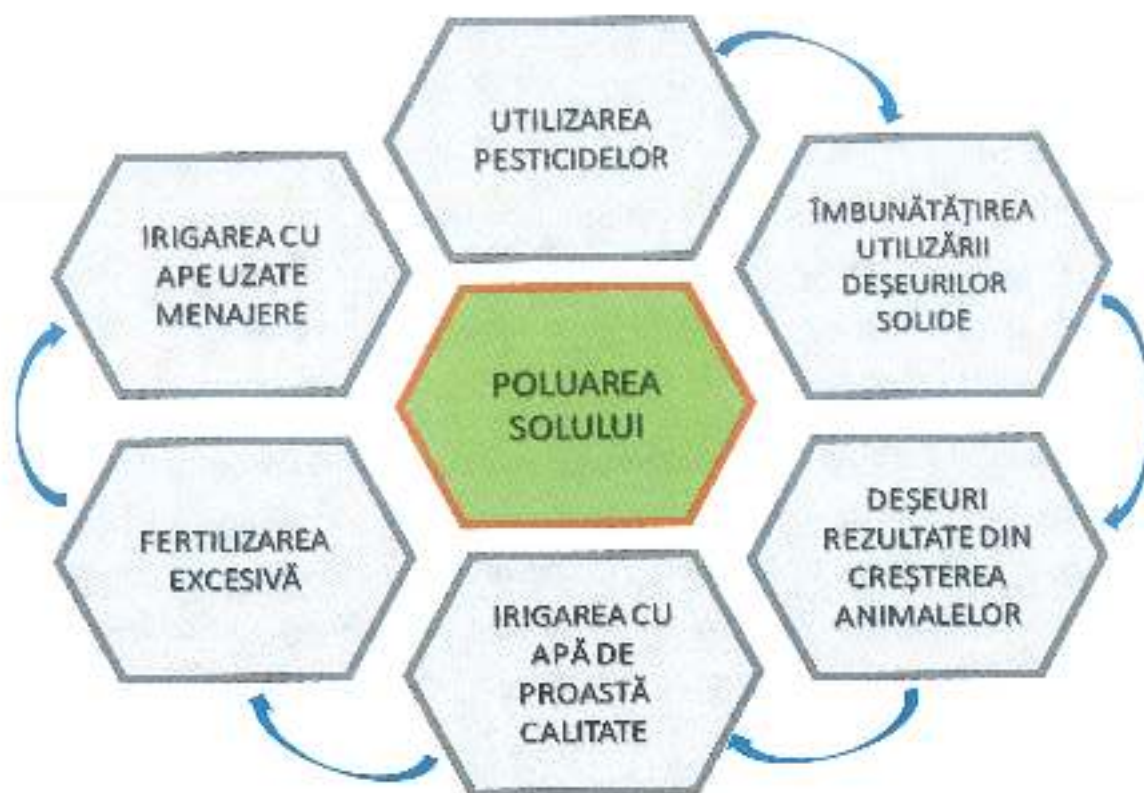 UTILIZAREA
PESTICIDELOR
ÎMBUNĂTĂȚIREA
UTILIZĂRII
DEȘEURILOR
SOLIDE
DEȘEURI
REZULTATE DIN
CREȘTEREA
ANIMALELOR
IRIGAREA CU
APĂ DE
PROASTĂ
CALITATE
FERTILIZAREA
EXCESIVĂ
IRIGAREA CU
APE UZATE
MENAJERE
POLUAREA
SOLULUI